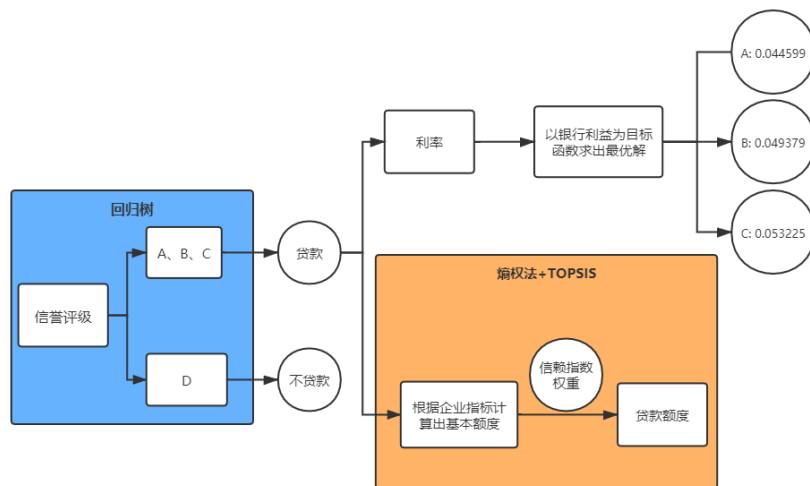 A: 0.044599
利率
以银行利益为目标
函数求出最优解
B: 0.049379
回归树
A、B、C
贷款
C: 0.053225
熵权法+TOPSIS
信誉评级
D
不贷款
信赖指数
权重
根据企业指标计
算出基本额度
贷款额度